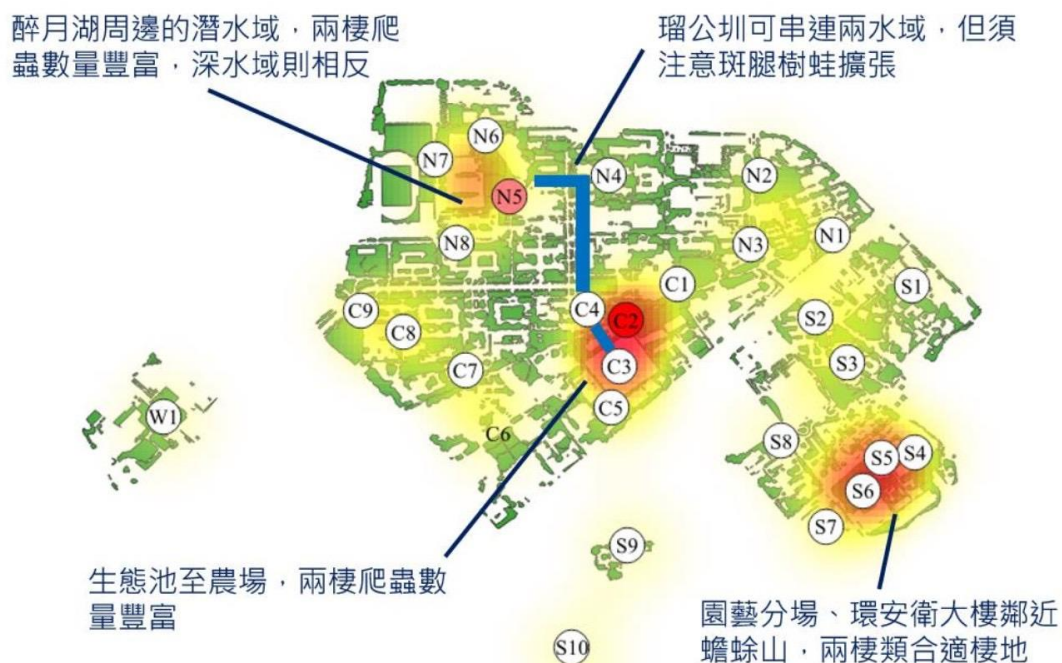 醉月湖周邊的潛水域，兩棲爬
蟲數量豐富，深水域則相反
瑠公圳可串連兩水域，但須
注意斑腿樹蛙擴張
N6
N7
N4
N2
N5
N8
N3
N1
C1
S1
C9
C4
C2
S2
C8
C3
S3
C7
W1
C5
C6
S8
S5
S4
S6
S7
S9
S10
生態池至農場，兩棲爬蟲數
量豐富
園藝分場、環安衛大樓鄰近
蟾蜍山，兩棲類合適棲地